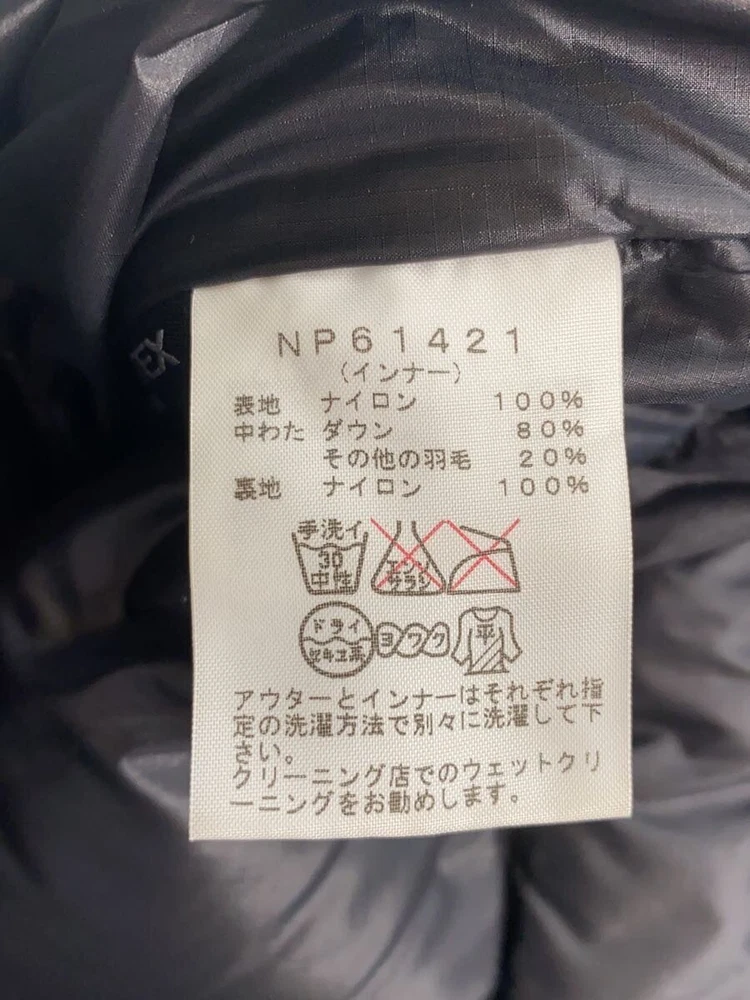 EX
NP61421
(インナー)
表地 ナイロン 100%
中わた ダウン 80%
その他の羽毛 20%
裏地 ナイロン 100%
手洗イ
30
中性
エンソ
サラシ
ドライ
セキユ系
ヨワク
平
アウターとインナーはそれぞれ指
定の洗濯方法で別々に洗濯して下
さい。
クリーニング店でのウェットクリ
ーニングをお勧めします。